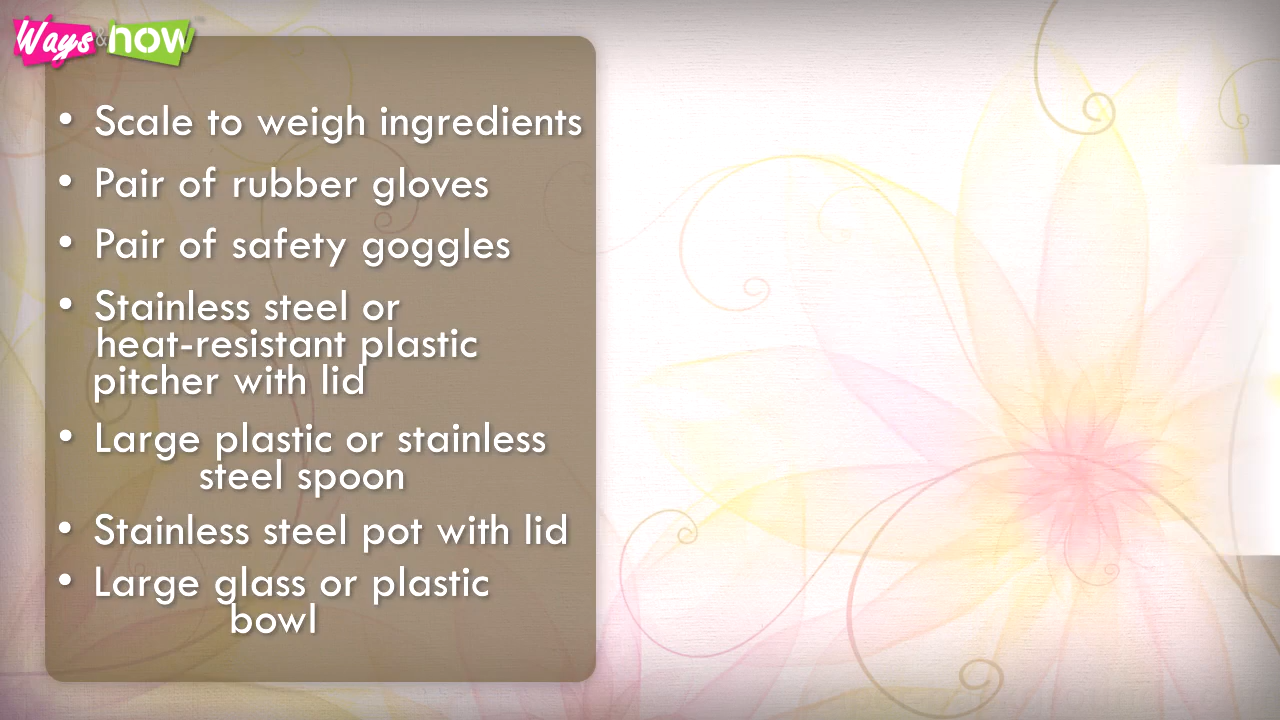 Ways & how
• Scale to weigh ingredients
• Pair of rubber gloves
• Pair of safety goggles
• Stainless steel or
heat-resistant plastic
pitcher with lid
• Large plastic or stainless
steel spoon
• Stainless steel pot with lid
• Large glass or plastic
bowl